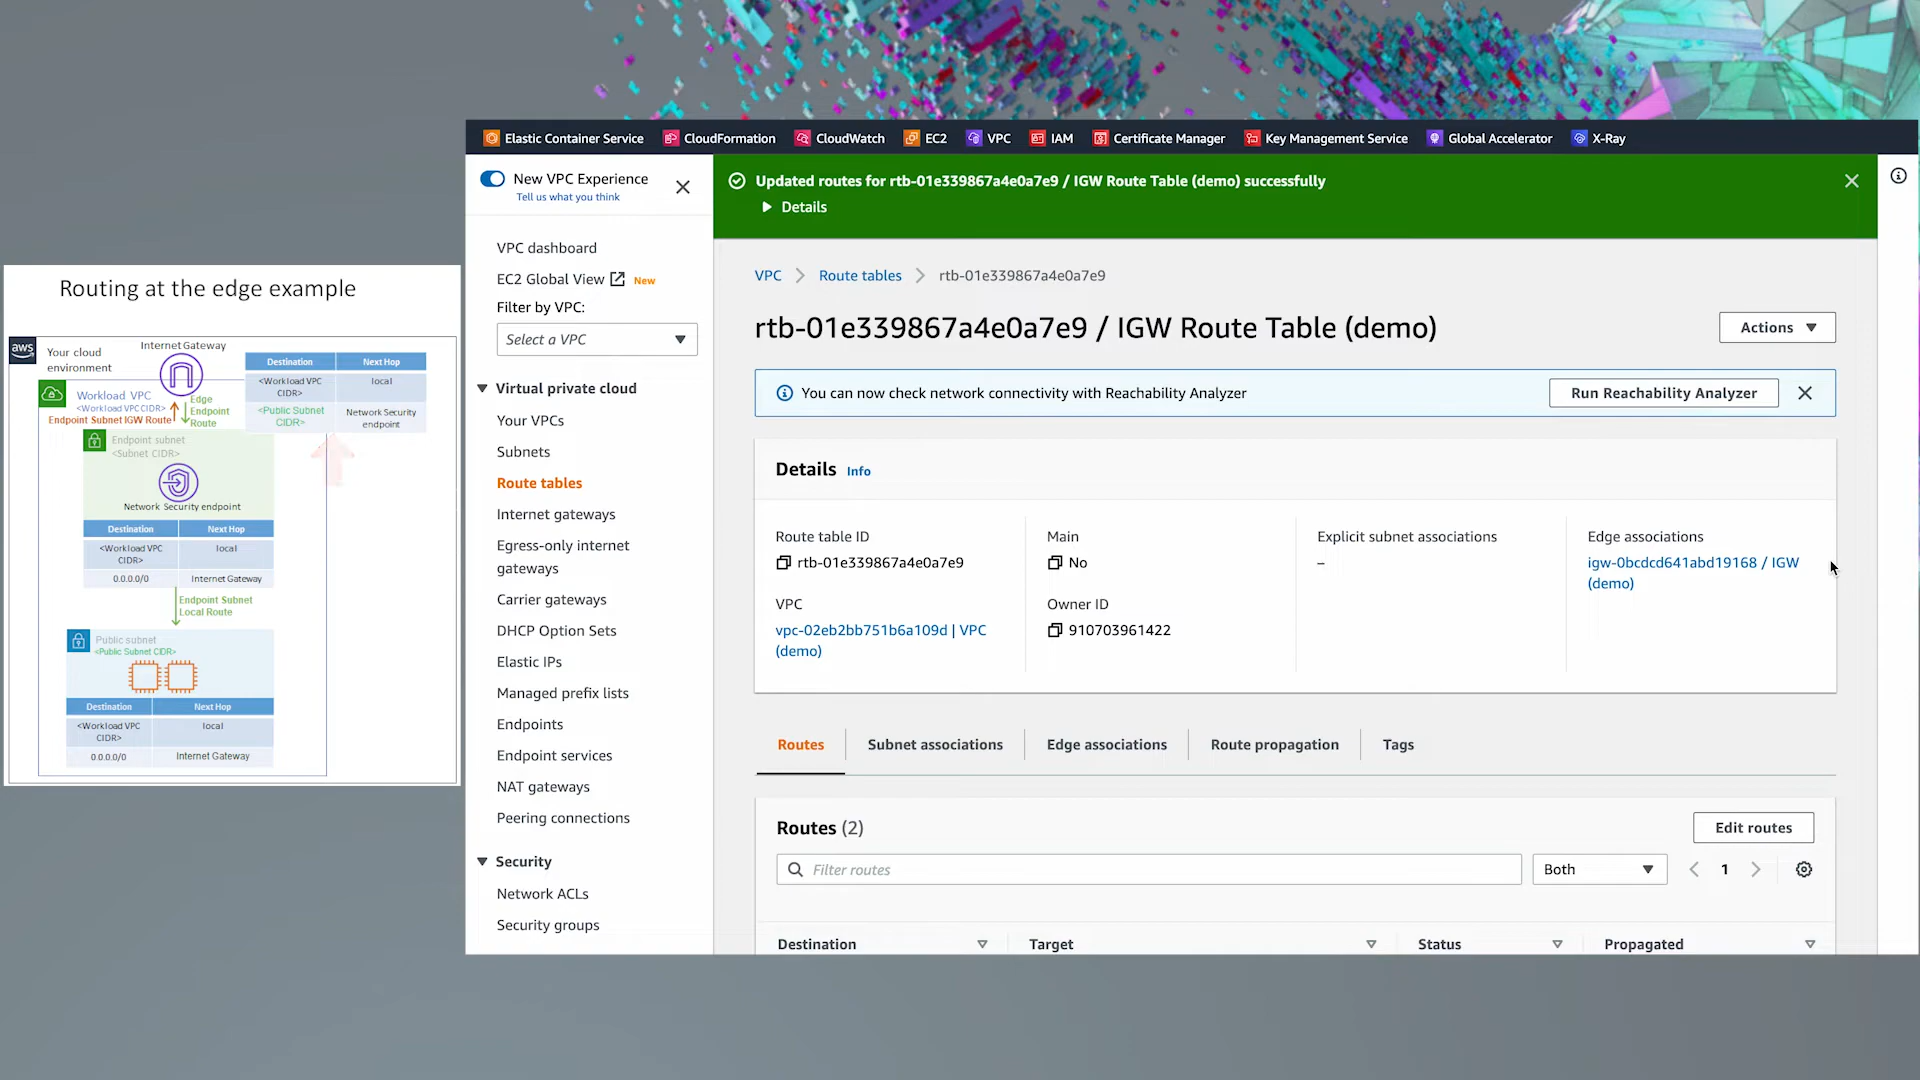 Elastic Container Service CloudFormation CloudWatch EC2 VPC IAM Certificate Manager Key Management Service Global Accelerator X-Ray
New VPC Experience
Tell us what you think
VPC dashboard
EC2 Global View New
Filter by VPC:
Select a VPC
Virtual private cloud
Your VPCs
Subnets
Route tables
Internet gateways
Egress-only internet
gateways
Carrier gateways
DHCP Option Sets
Elastic IPs
Managed prefix lists
Endpoints
Endpoint services
NAT gateways
Peering connections
Security
Network ACLs
Security groups
Updated routes for rtb-01e339867a4e0a7e9 / IGW Route Table (demo) successfully
Details
VPC Route tables rtb-01e339867a4e0a7e9
rtb-01e339867a4e0a7e9 / IGW Route Table (demo)
Actions
You can now check network connectivity with Reachability Analyzer
Run Reachability Analyzer
Details Info
Route table ID
rtb-01e339867a4e0a7e9
Main
No
Explicit subnet associations
–
Edge associations
igw-0bcdcd641abd19168 / IGW
(demo)
VPC
vpc-02eb2bb751b6a109d | VPC
(demo)
Owner ID
910703961422
Routes Subnet associations Edge associations Route propagation Tags
Routes (2)
Edit routes
Filter routes
Both
1
Destination Target Status Propagated
Routing at the edge example
aws
Your cloud
environment
Internet Gateway
Destination Next Hop
<Workload VPC
CIDR>
local
<Public Subnet
CIDR>
Network Security
endpoint
Workload VPC
<Workload VPC CIDR>
Endpoint Subnet IGW Route
Edge
Endpoint
Route
Endpoint subnet
<Subnet CIDR>
Network Security endpoint
Destination Next Hop
<Workload VPC
CIDR>
local
0.0.0.0/0 Internet Gateway
Endpoint Subnet
Local Route
Public subnet
<Public Subnet CIDR>
Destination Next Hop
<Workload VPC
CIDR>
local
0.0.0.0/0 Internet Gateway